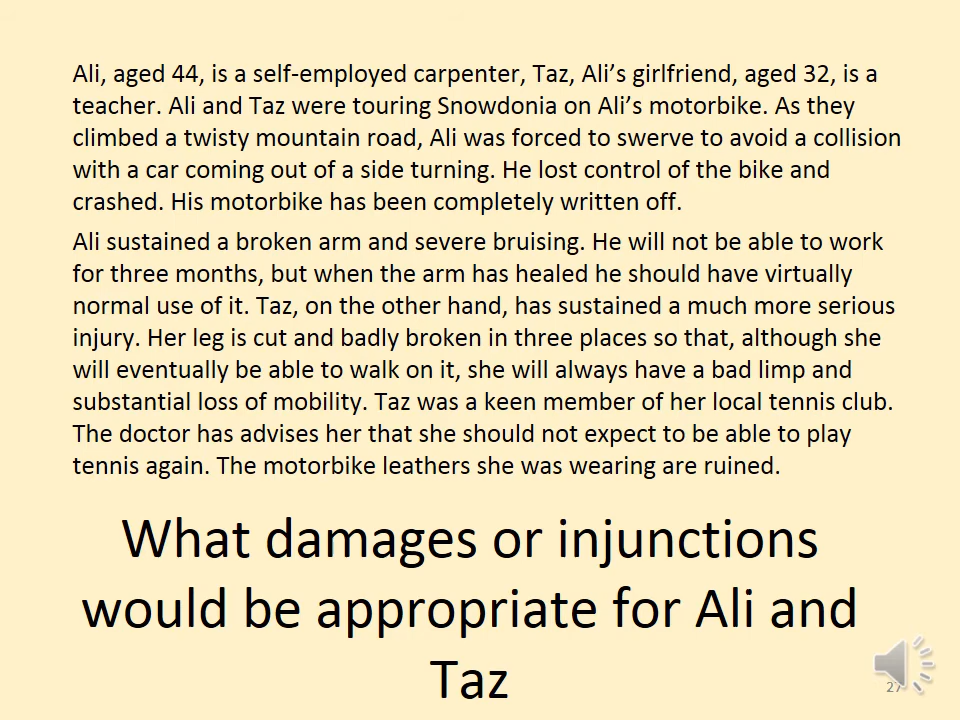 Ali, aged 44, is a self-employed carpenter, Taz, Ali's girlfriend, aged 32, is a
teacher. Ali and Taz were touring Snowdonia on Ali's motorbike. As they
climbed a twisty mountain road, Ali was forced to swerve to avoid a collision
with a car coming out of a side turning. He lost control of the bike and
crashed. His motorbike has been completely written off.
Ali sustained a broken arm and severe bruising. He will not be able to work
for three months, but when the arm has healed he should have virtually
normal use of it. Taz, on the other hand, has sustained a much more serious
injury. Her leg is cut and badly broken in three places so that, although she
will eventually be able to walk on it, she will always have a bad limp and
substantial loss of mobility. Taz was a keen member of her local tennis club.
The doctor has advises her that she should not expect to be able to play
tennis again. The motorbike leathers she was wearing are ruined.
What damages or injunctions
would be appropriate for Ali and
Taz
27